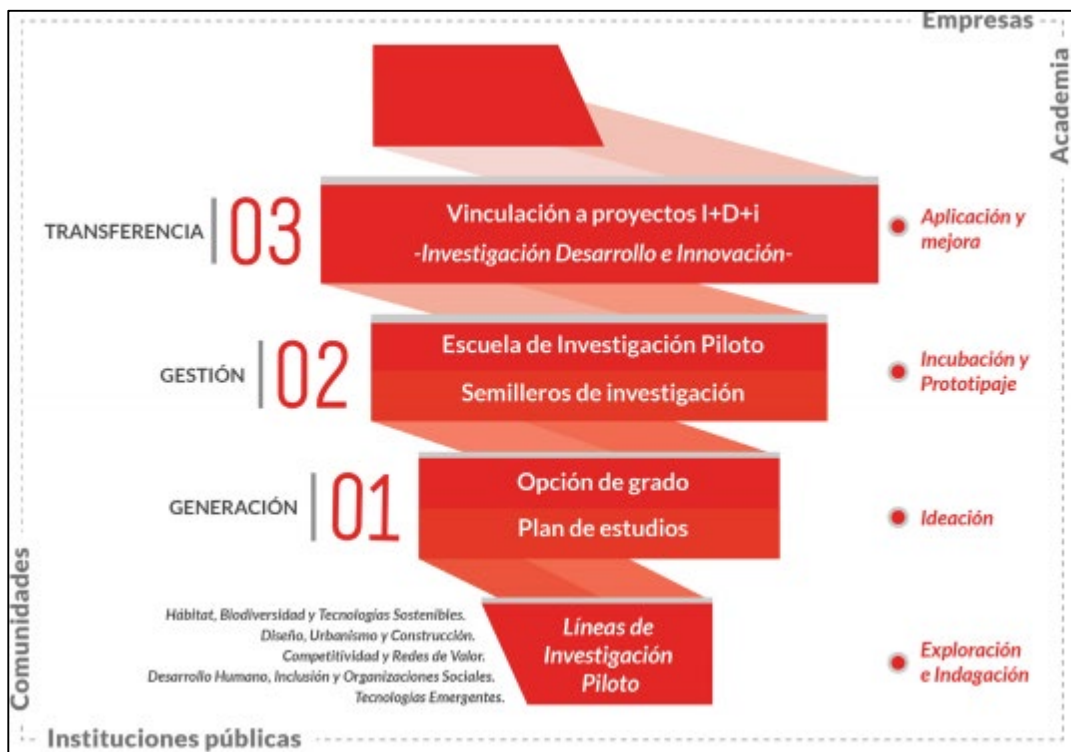 Empresas
Academia
TRANSFERENCIA
03
Vinculación a proyectos I+D+i
-Investigación Desarrollo e Innovación-
Aplicación y
mejora
GESTIÓN
02
Escuela de Investigación Piloto
Semilleros de investigación
Incubación y
Prototipaje
GENERACIÓN
01
Opción de grado
Plan de estudios
Ideación
Hábitat, Biodiversidad y Tecnologías Sostenibles.
Diseño, Urbanismo y Construcción.
Competitividad y Redes de Valor.
Desarrollo Humano, Inclusión y Organizaciones Sociales.
Tecnologías Emergentes.
Líneas de
Investigación
Piloto
Exploración
e Indagación
Comunidades
Instituciones públicas